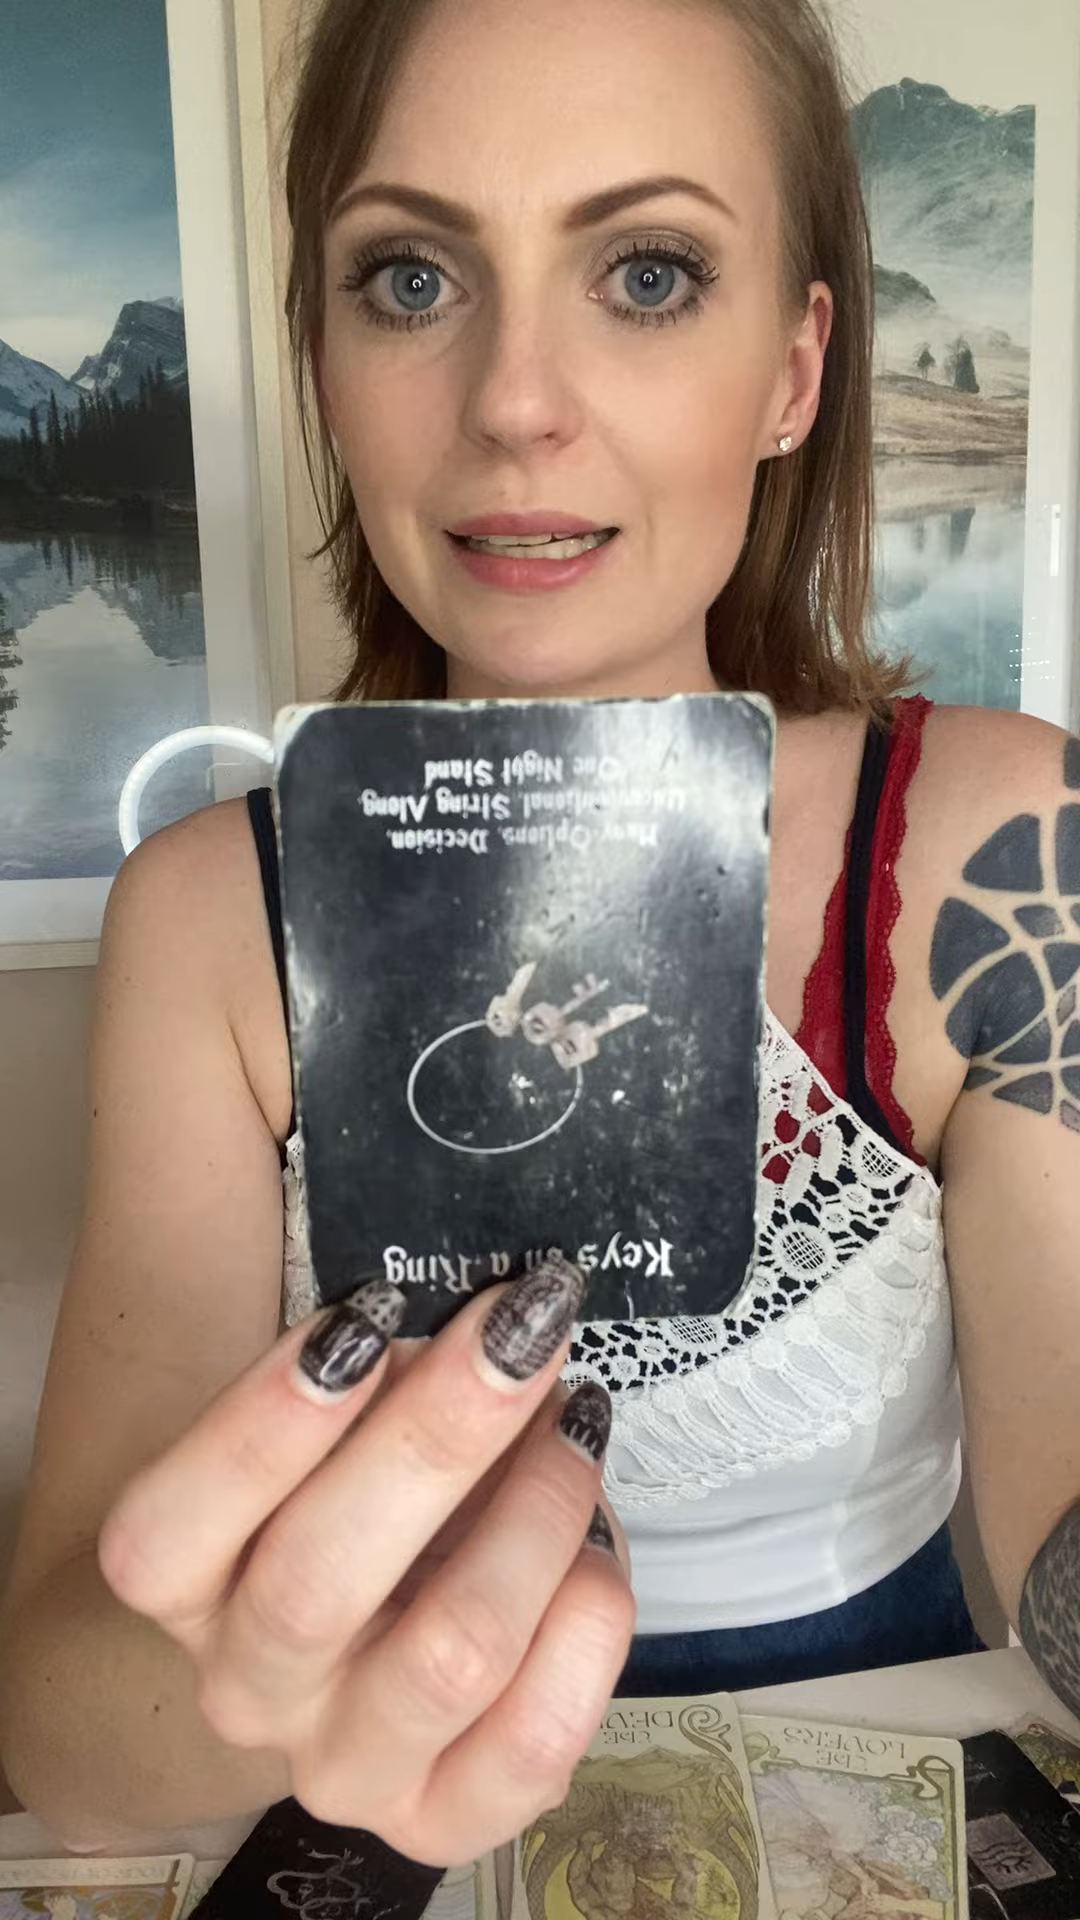 Keys on a Ring
Many Options, Decision,
Unconventional, String Along,
One Night Stand
THE
DEVIL
THE
LOVERS